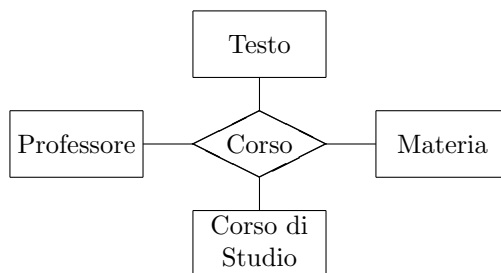 Testo
Professore
Corso
Materia
Corso di
Studio